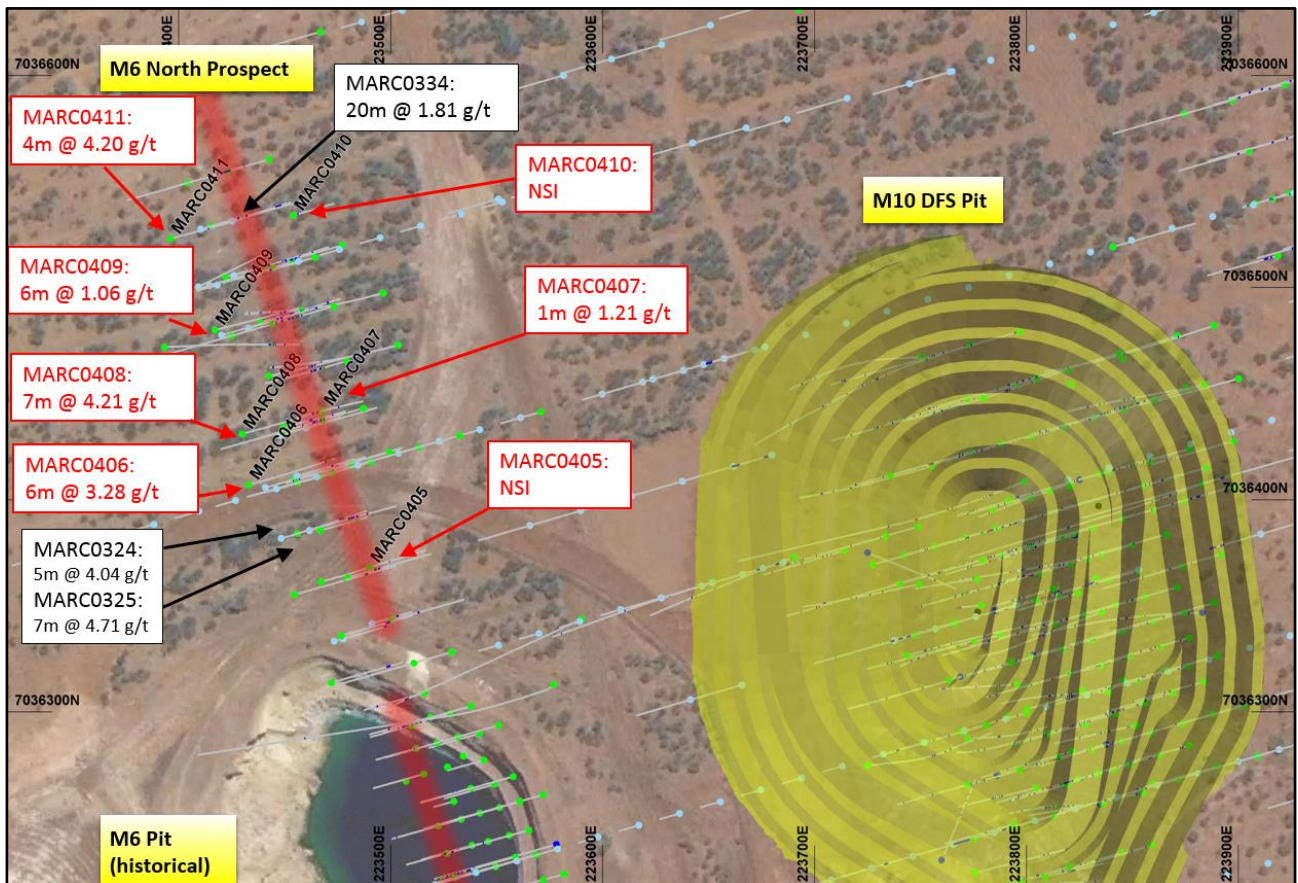 400E
223500E
223600E
223700E
223800E
223900E
7036600N
7036600N
M6 North Prospect
MARC0334:
20m @ 1.81 g/t
MARC0411:
4m @ 4.20 g/t
MARC0411
MARC0410
MARC0410:
NSI
M10 DFS Pit
MARC0409:
6m @ 1.06 g/t
MARC0409
MARC0407:
1m @ 1.21 g/t
7036500N
MARC0408:
7m @ 4.21 g/t
MARC0408
MARC0407
MARC0406:
6m @ 3.28 g/t
MARC0406
MARC0405:
NSI
7036400N
MARC0405
MARC0324:
5m @ 4.04 g/t
MARC0325:
7m @ 4.71 g/t
7036300N
7036300N
M6 Pit
(historical)
223500E
223600E
223700E
223800E
223900E